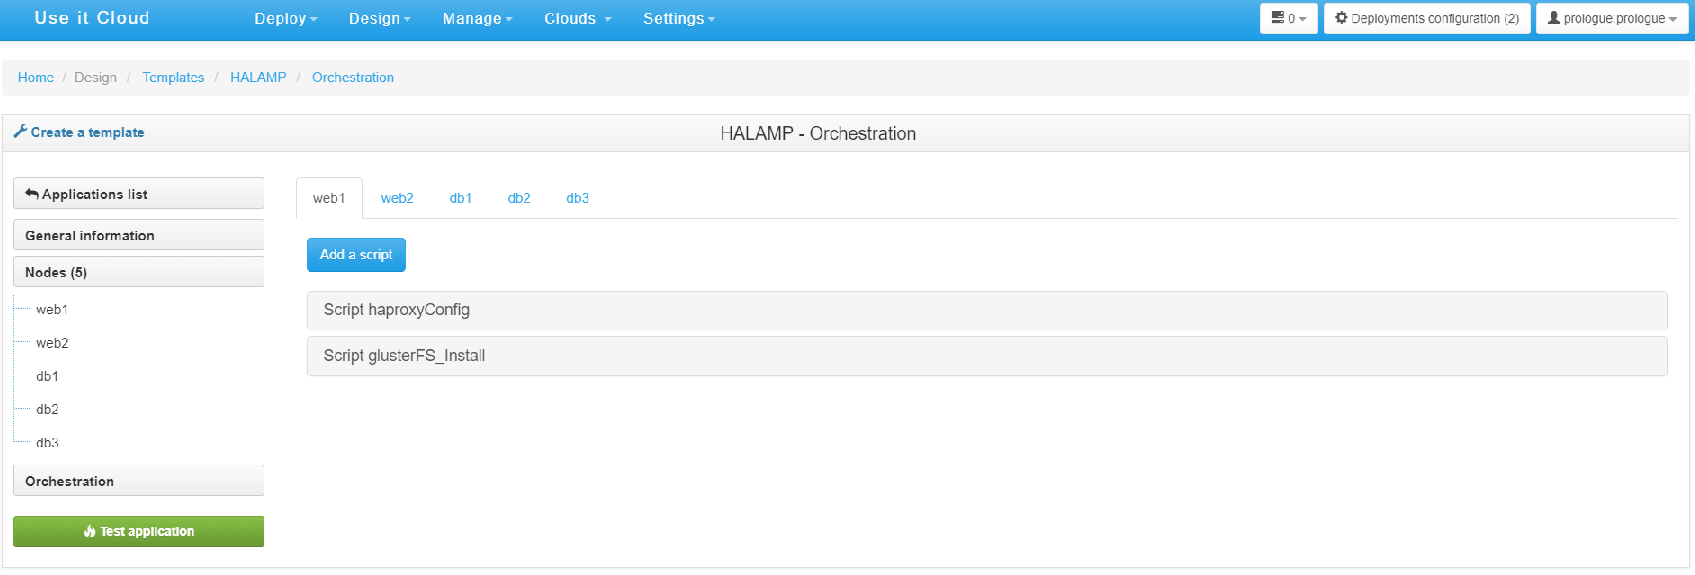 Use it Cloud Deploy Design Manage Clouds Settings 0 Deployments configuration (2) prologue prologue
Home / Design / Templates / HALAMP / Orchestration
Create a template HALAMP - Orchestration
Applications list
General information
Nodes (5)
web1
web2
db1
db2
db3
Orchestration
Test application
web1 web2 db1 db2 db3
Add a script
Script haproxyConfig
Script glusterFS_Install